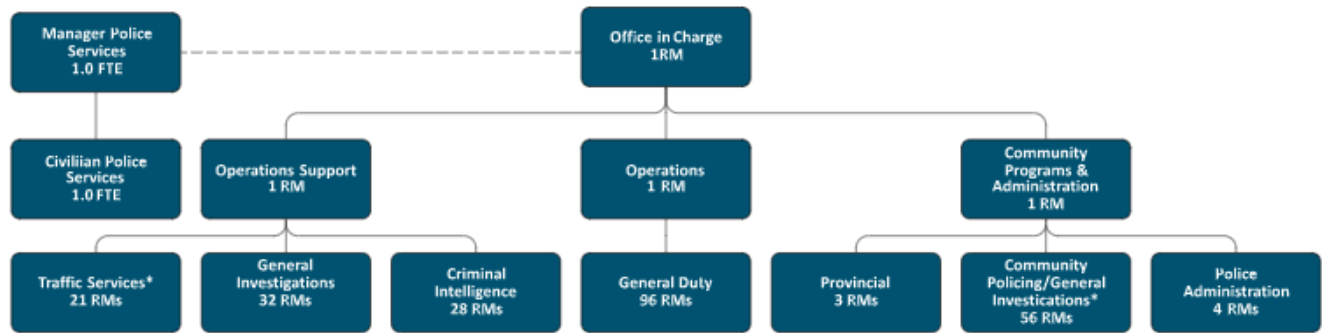 Manager Police
Services
1.0 FTE
Office in Charge
1RM
Civiliian Police
Services
1.0 FTE
Operations Support
1 RM
Operations
1 RM
Community
Programs &
Administration
1 RM
Traffic Services*
21 RMs
General
Investigations
32 RMs
Criminal
Intelligence
28 RMs
General Duty
96 RMs
Provincial
3 RMs
Community
Policing/General
Investications*
56 RMs
Police
Administration
4 RMs